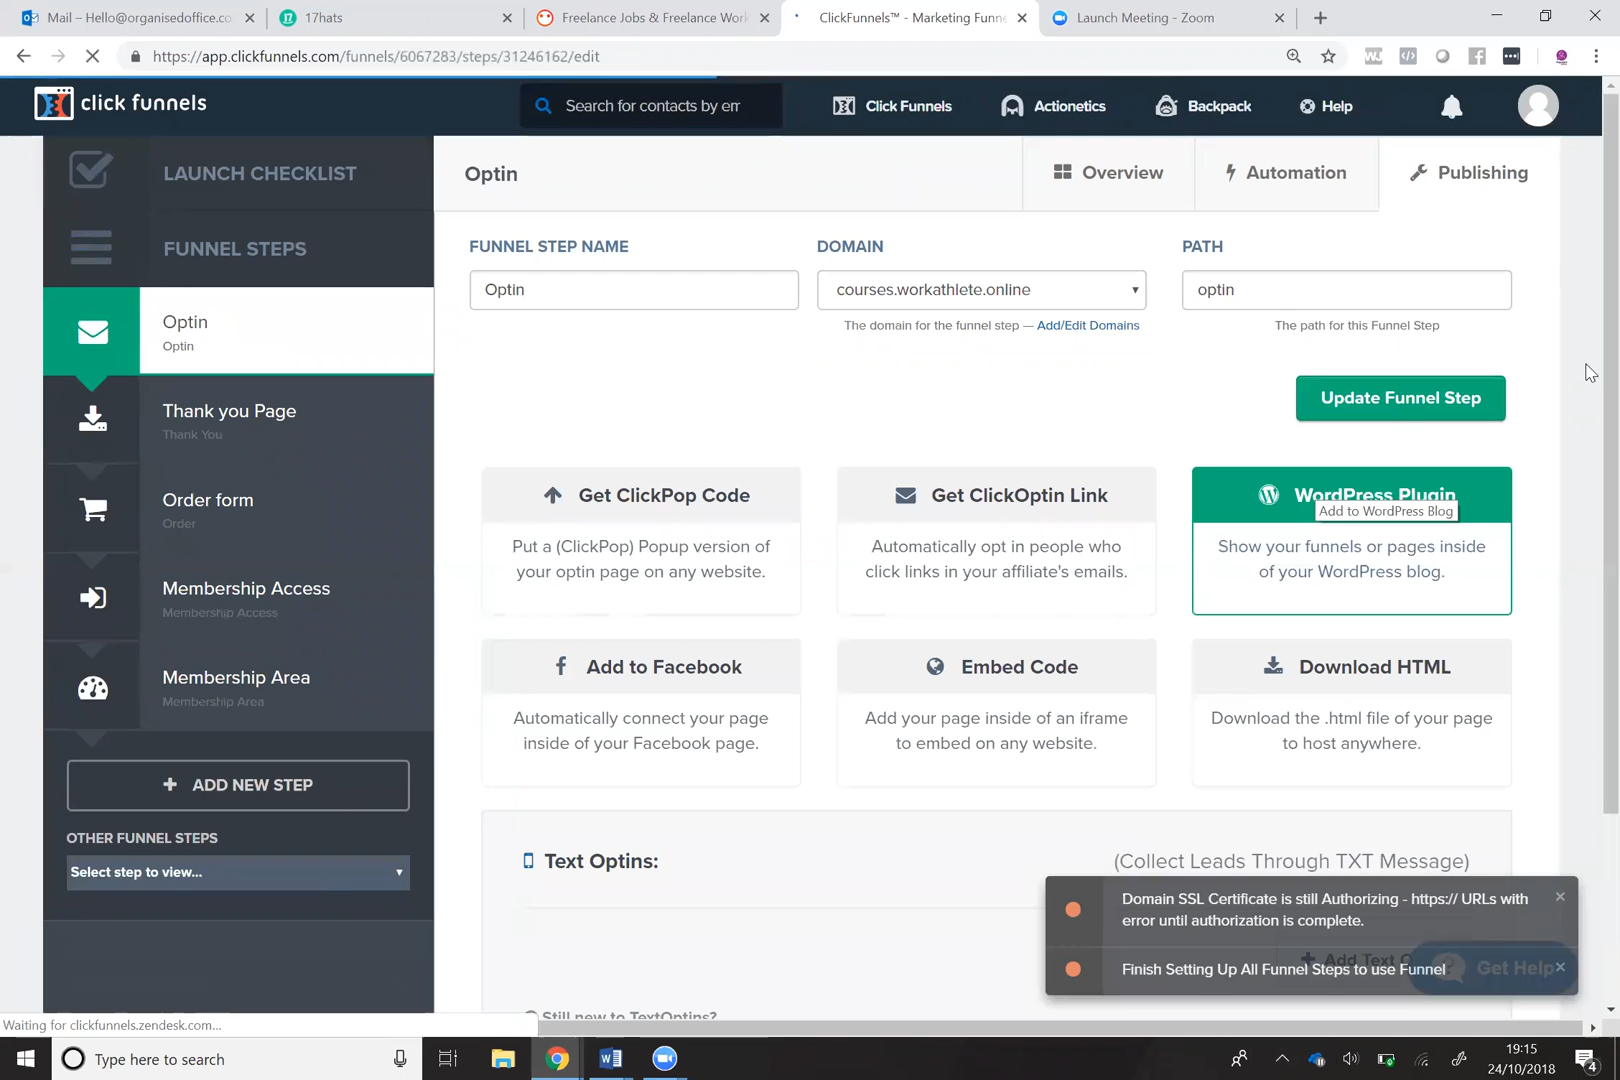 Mail – Hello@organisedoffice.co
17hats
Freelance Jobs & Freelance Wor
ClickFunnels™ - Marketing Funne
Launch Meeting - Zoom
https://app.clickfunnels.com/funnels/6067283/steps/31246162/edit
click funnels
Search for contacts by em
Click Funnels
Actionetics
Backpack
Help
LAUNCH CHECKLIST
Optin
Overview
Automation
Publishing
FUNNEL STEPS
FUNNEL STEP NAME
DOMAIN
PATH
Optin
courses.workathlete.online
optin
The domain for the funnel step — Add/Edit Domains
The path for this Funnel Step
Optin
Optin
Update Funnel Step
Thank you Page
Thank You
Order form
Order
Membership Access
Membership Access
Membership Area
Membership Area
ADD NEW STEP
OTHER FUNNEL STEPS
Select step to view...
Get ClickPop Code
Put a (ClickPop) Popup version of
your optin page on any website.
Get ClickOptin Link
Automatically opt in people who
click links in your affiliate's emails.
WordPress Plugin
Add to WordPress Blog
Show your funnels or pages inside
of your WordPress blog.
Add to Facebook
Automatically connect your page
inside of your Facebook page.
Embed Code
Add your page inside of an iframe
to embed on any website.
Download HTML
Download the .html file of your page
to host anywhere.
Text Optins:
(Collect Leads Through TXT Message)
Domain SSL Certificate is still Authorizing - https:// URLs with
error until authorization is complete.
Add Text O
Finish Setting Up All Funnel Steps to use Funnel
Get Help
Still new to TextOptins?
Waiting for clickfunnels.zendesk.com...
Type here to search
19:15
24/10/2018
4